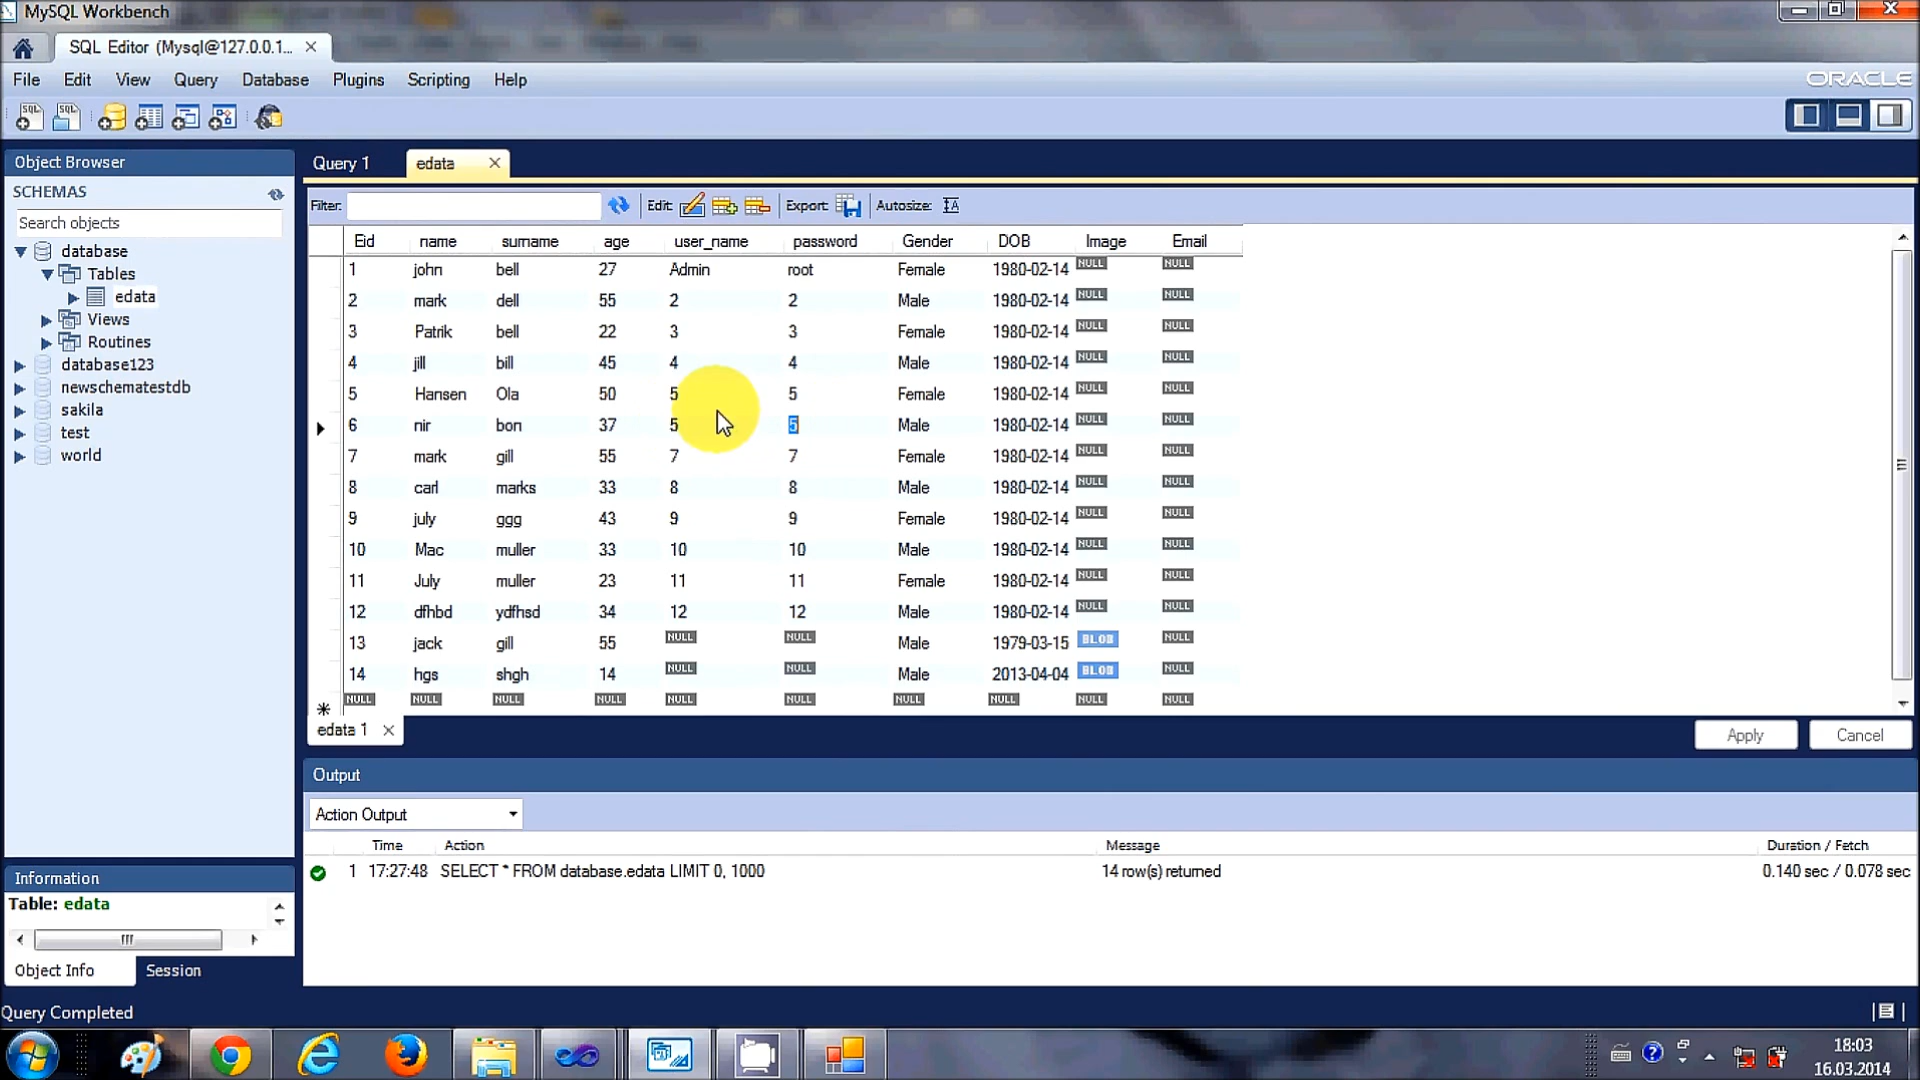 MySQL Workbench
SQL Editor (Mysql@127.0.0.1...
File Edit View Query Database Plugins Scripting Help
ORACLE
SQL SQL
Object Browser
SCHEMAS
Search objects
database
Tables
edata
Views
Routines
database123
newschematestdb
sakila
test
world
Query 1 edata
Filter: Edit: Export: Autosize:
Eid name surname age user_name password Gender DOB Image Email
1 john bell 27 Admin root Female 1980-02-14 NULL NULL
2 mark dell 55 2 2 Male 1980-02-14 NULL NULL
3 Patrik bell 22 3 3 Female 1980-02-14 NULL NULL
4 jill bill 45 4 4 Male 1980-02-14 NULL NULL
5 Hansen Ola 50 5 5 Female 1980-02-14 NULL NULL
6 nir bon 37 5 5 Male 1980-02-14 NULL NULL
7 mark gill 55 7 7 Female 1980-02-14 NULL NULL
8 carl marks 33 8 8 Male 1980-02-14 NULL NULL
9 july ggg 43 9 9 Female 1980-02-14 NULL NULL
10 Mac muller 33 10 10 Male 1980-02-14 NULL NULL
11 July muller 23 11 11 Female 1980-02-14 NULL NULL
12 dfhbd ydfhsd 34 12 12 Male 1980-02-14 NULL NULL
13 jack gill 55 NULL NULL Male 1979-03-15 BLOB NULL
14 hgs shgh 14 NULL NULL Male 2013-04-04 BLOB NULL
NULL NULL NULL NULL NULL NULL NULL NULL NULL NULL
edata 1
Apply Cancel
Output
Action Output
Time Action Message Duration / Fetch
1 17:27:48 SELECT * FROM database.edata LIMIT 0, 1000 14 row(s) returned 0.140 sec / 0.078 sec
Information
Table: edata
Object Info Session
Query Completed
18:03
16.03.2014